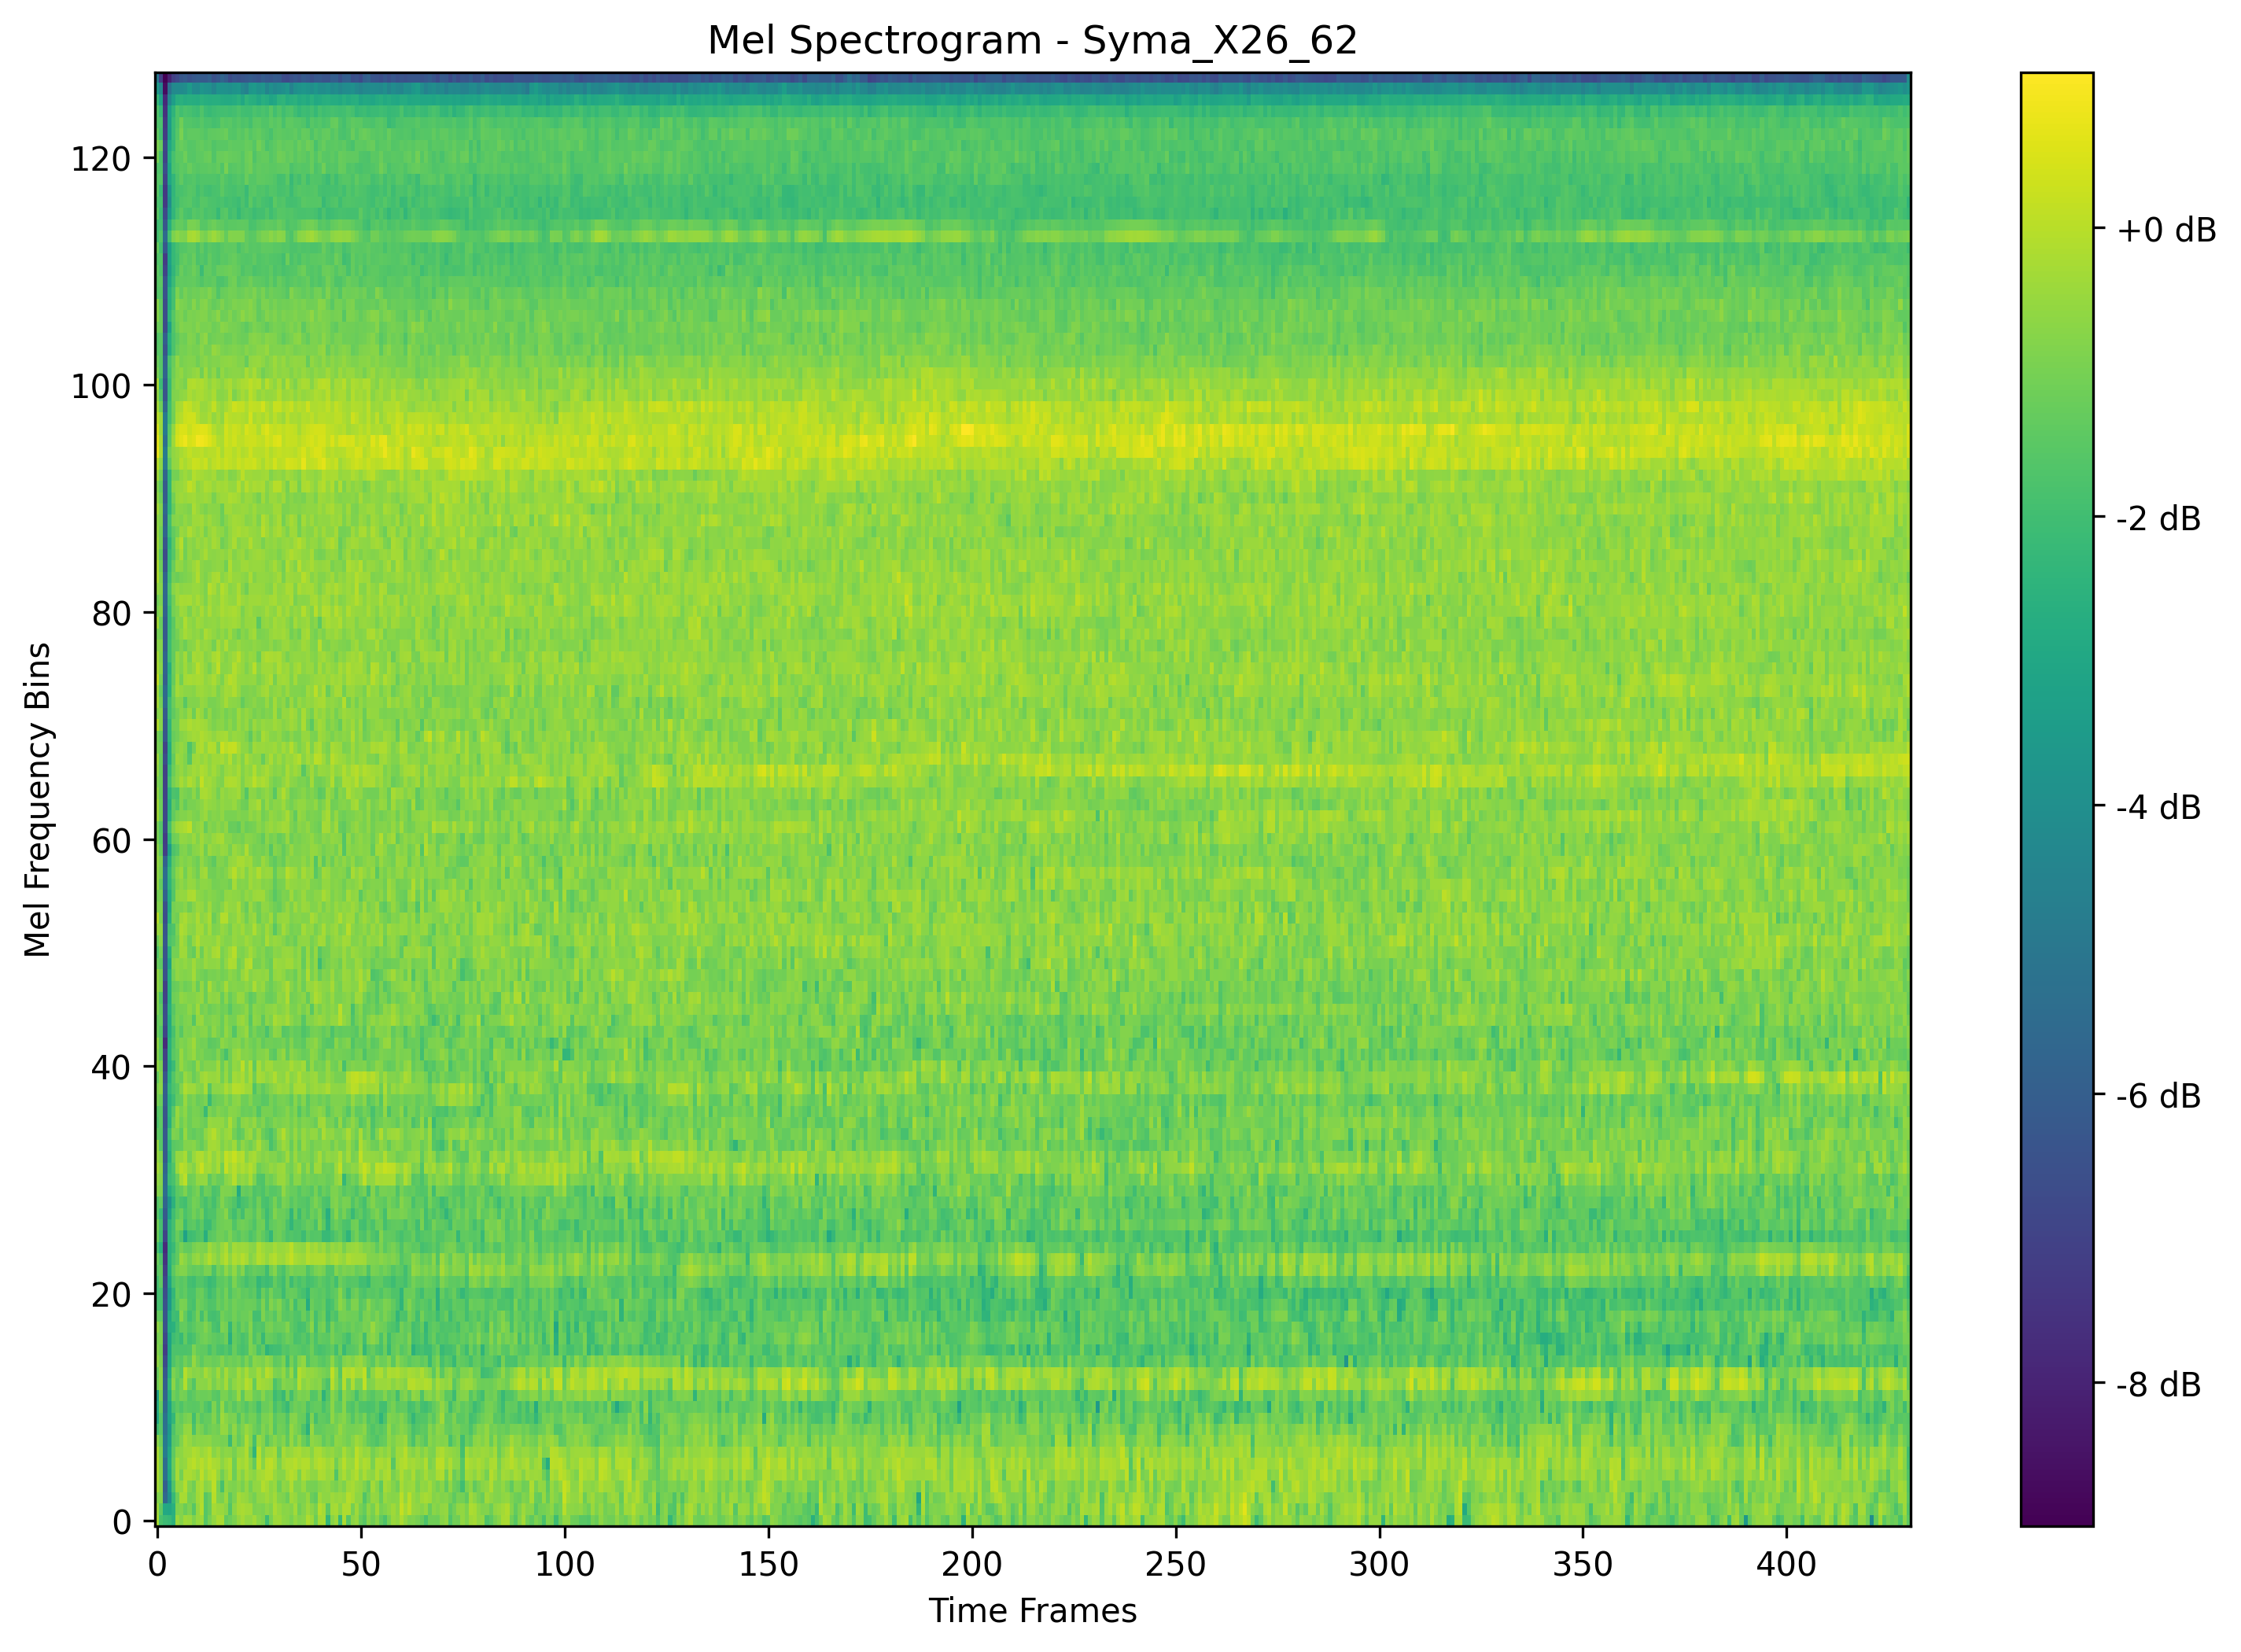 Mel Spectrogram - Syma_X26_62
Mel Frequency Bins
120
100
80
60
40
20
0
0 50 100 150 200 250 300 350 400
Time Frames
+0 dB
-2 dB
-4 dB
-6 dB
-8 dB